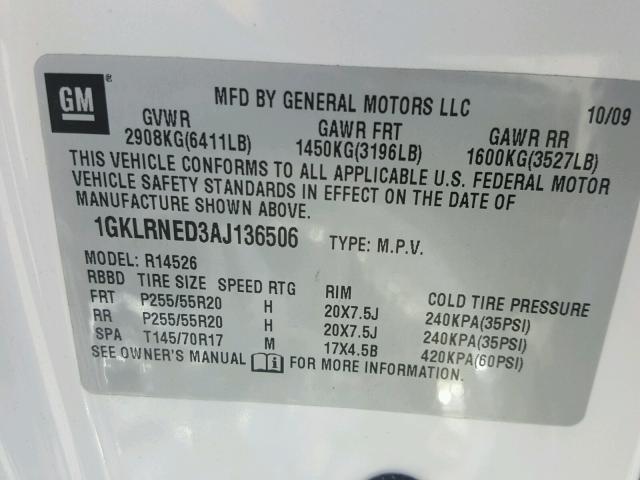 GM ®
MFD BY GENERAL MOTORS LLC 10/09
GVWR GAWR FRT GAWR RR
2908KG(6411LB) 1450KG(3196LB) 1600KG(3527LB)
THIS VEHICLE CONFORMS TO ALL APPLICABLE U.S. FEDERAL MOTOR
VEHICLE SAFETY STANDARDS IN EFFECT ON THE DATE OF
MANUFACTURE SHOWN ABOVE.
1GKLRNED3AJ136506 TYPE: M.P.V.
MODEL: R14526
RBBD TIRE SIZE SPEED RTG RIM COLD TIRE PRESSURE
FRT P255/55R20 H 20X7.5J 240KPA(35PSI)
RR P255/55R20 H 20X7.5J 240KPA(35PSI)
SPA T145/70R17 M 17X4.5B 420KPA(60PSI)
SEE OWNER'S MANUAL FOR MORE INFORMATION.